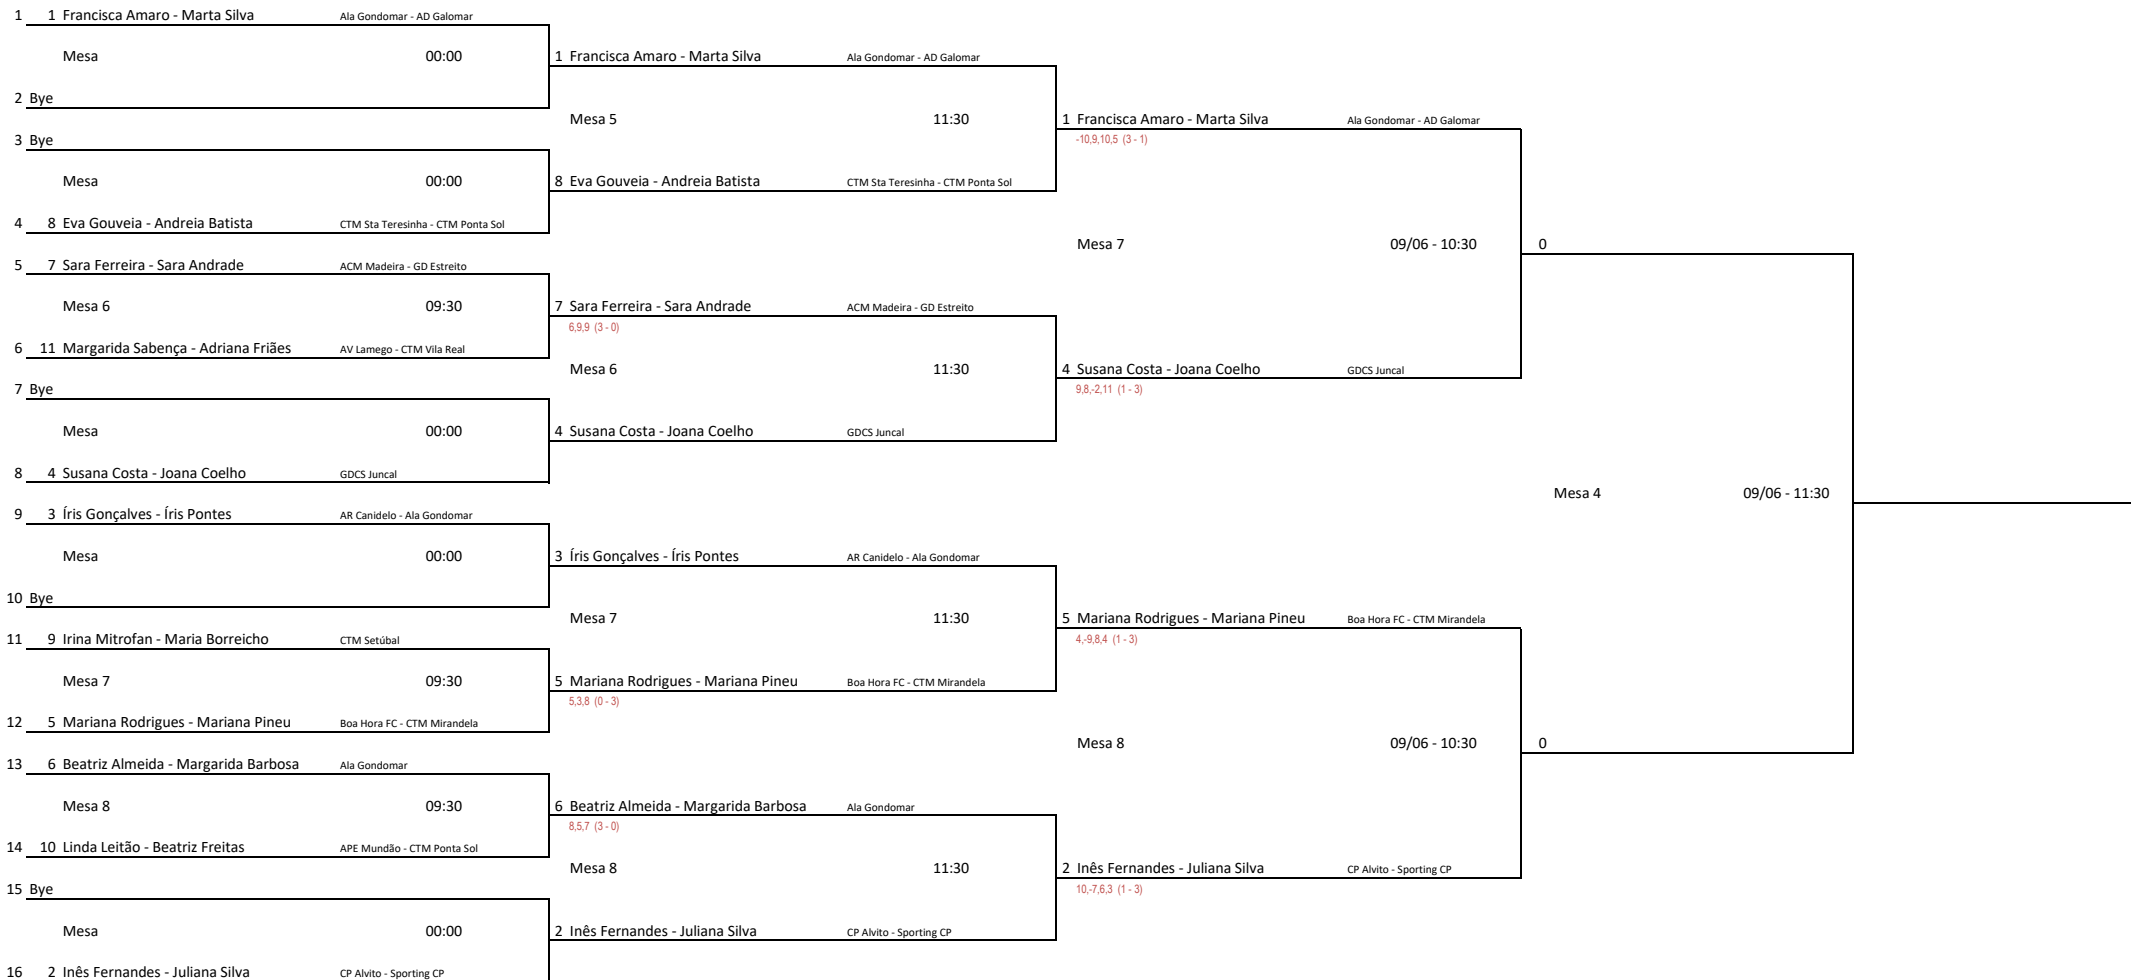 1 1 Francisca Amaro - Marta Silva Ala Gondomar - AD Galomar
Mesa 00:00 1 Francisca Amaro - Marta Silva Ala Gondomar - AD Galomar
2 Bye
Mesa 5 11:30 1 Francisca Amaro - Marta Silva Ala Gondomar - AD Galomar
3 Bye -10,9,10,5 (3 - 1)
Mesa 00:00 8 Eva Gouveia - Andreia Batista CTM Sta Teresinha - CTM Ponta Sol
4 8 Eva Gouveia - Andreia Batista CTM Sta Teresinha - CTM Ponta Sol
Mesa 7 09/06 - 10:30 0
5 7 Sara Ferreira - Sara Andrade ACM Madeira - GD Estreito
Mesa 6 09:30 7 Sara Ferreira - Sara Andrade ACM Madeira - GD Estreito
6,9,9 (3 - 0)
6 11 Margarida Sabença - Adriana Friães AV Lamego - CTM Vila Real
Mesa 6 11:30 4 Susana Costa - Joana Coelho GDCS Juncal
7 Bye 9,8,-2,11 (1 - 3)
Mesa 00:00 4 Susana Costa - Joana Coelho GDCS Juncal
8 4 Susana Costa - Joana Coelho GDCS Juncal
Mesa 4 09/06 - 11:30
9 3 Íris Gonçalves - Íris Pontes AR Canidelo - Ala Gondomar
Mesa 00:00 3 Íris Gonçalves - Íris Pontes AR Canidelo - Ala Gondomar
10 Bye
Mesa 7 11:30 5 Mariana Rodrigues - Mariana Pineu Boa Hora FC - CTM Mirandela
11 9 Irina Mitrofan - Maria Borreicho CTM Setúbal 4,-9,8,4 (1 - 3)
Mesa 7 09:30 5 Mariana Rodrigues - Mariana Pineu Boa Hora FC - CTM Mirandela
5,3,8 (0 - 3)
12 5 Mariana Rodrigues - Mariana Pineu Boa Hora FC - CTM Mirandela
Mesa 8 09/06 - 10:30 0
13 6 Beatriz Almeida - Margarida Barbosa Ala Gondomar
Mesa 8 09:30 6 Beatriz Almeida - Margarida Barbosa Ala Gondomar
8,5,7 (3 - 0)
14 10 Linda Leitão - Beatriz Freitas APE Mundão - CTM Ponta Sol
Mesa 8 11:30 2 Inês Fernandes - Juliana Silva CP Alvito - Sporting CP
15 Bye 10,-7,6,3 (1 - 3)
Mesa 00:00 2 Inês Fernandes - Juliana Silva CP Alvito - Sporting CP
16 2 Inês Fernandes - Juliana Silva CP Alvito - Sporting CP